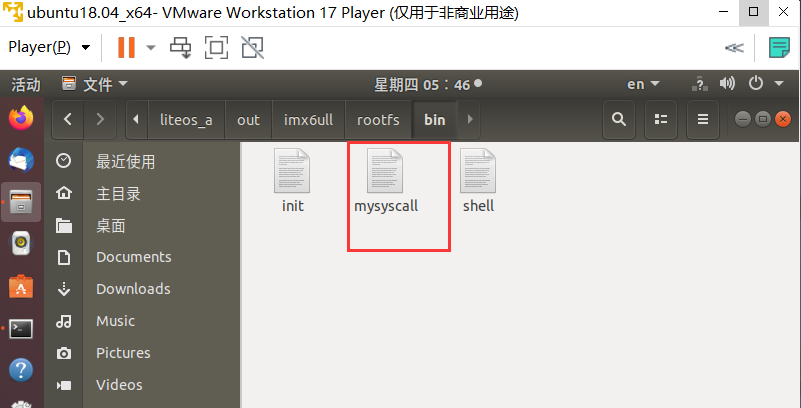 ubuntu18.04_x64- VMware Workstation 17 Player (仅用于非商业用途)
Player(P)
活动 文件 星期四 05：46 en
liteos_a out imx6ull rootfs bin
最近使用
主目录
桌面
Documents
Downloads
Music
Pictures
Videos
init mysyscall shell